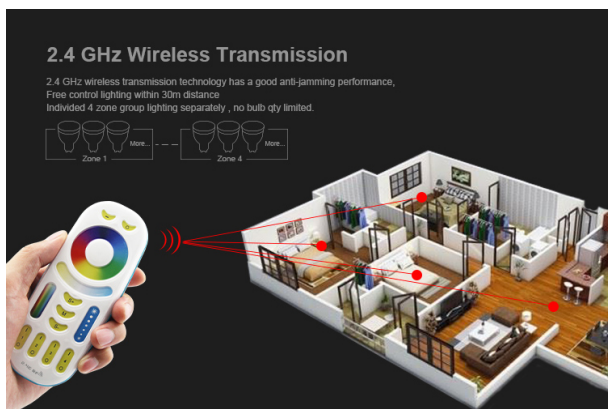 2.4 GHz Wireless Transmission
2.4 GHz wireless transmission technology has a good anti-jamming performance,
Free control lighting within 30m distance
Individed 4 zone group lighting separately , no bulb qty limited.
More... More...
Zone 1 Zone 4